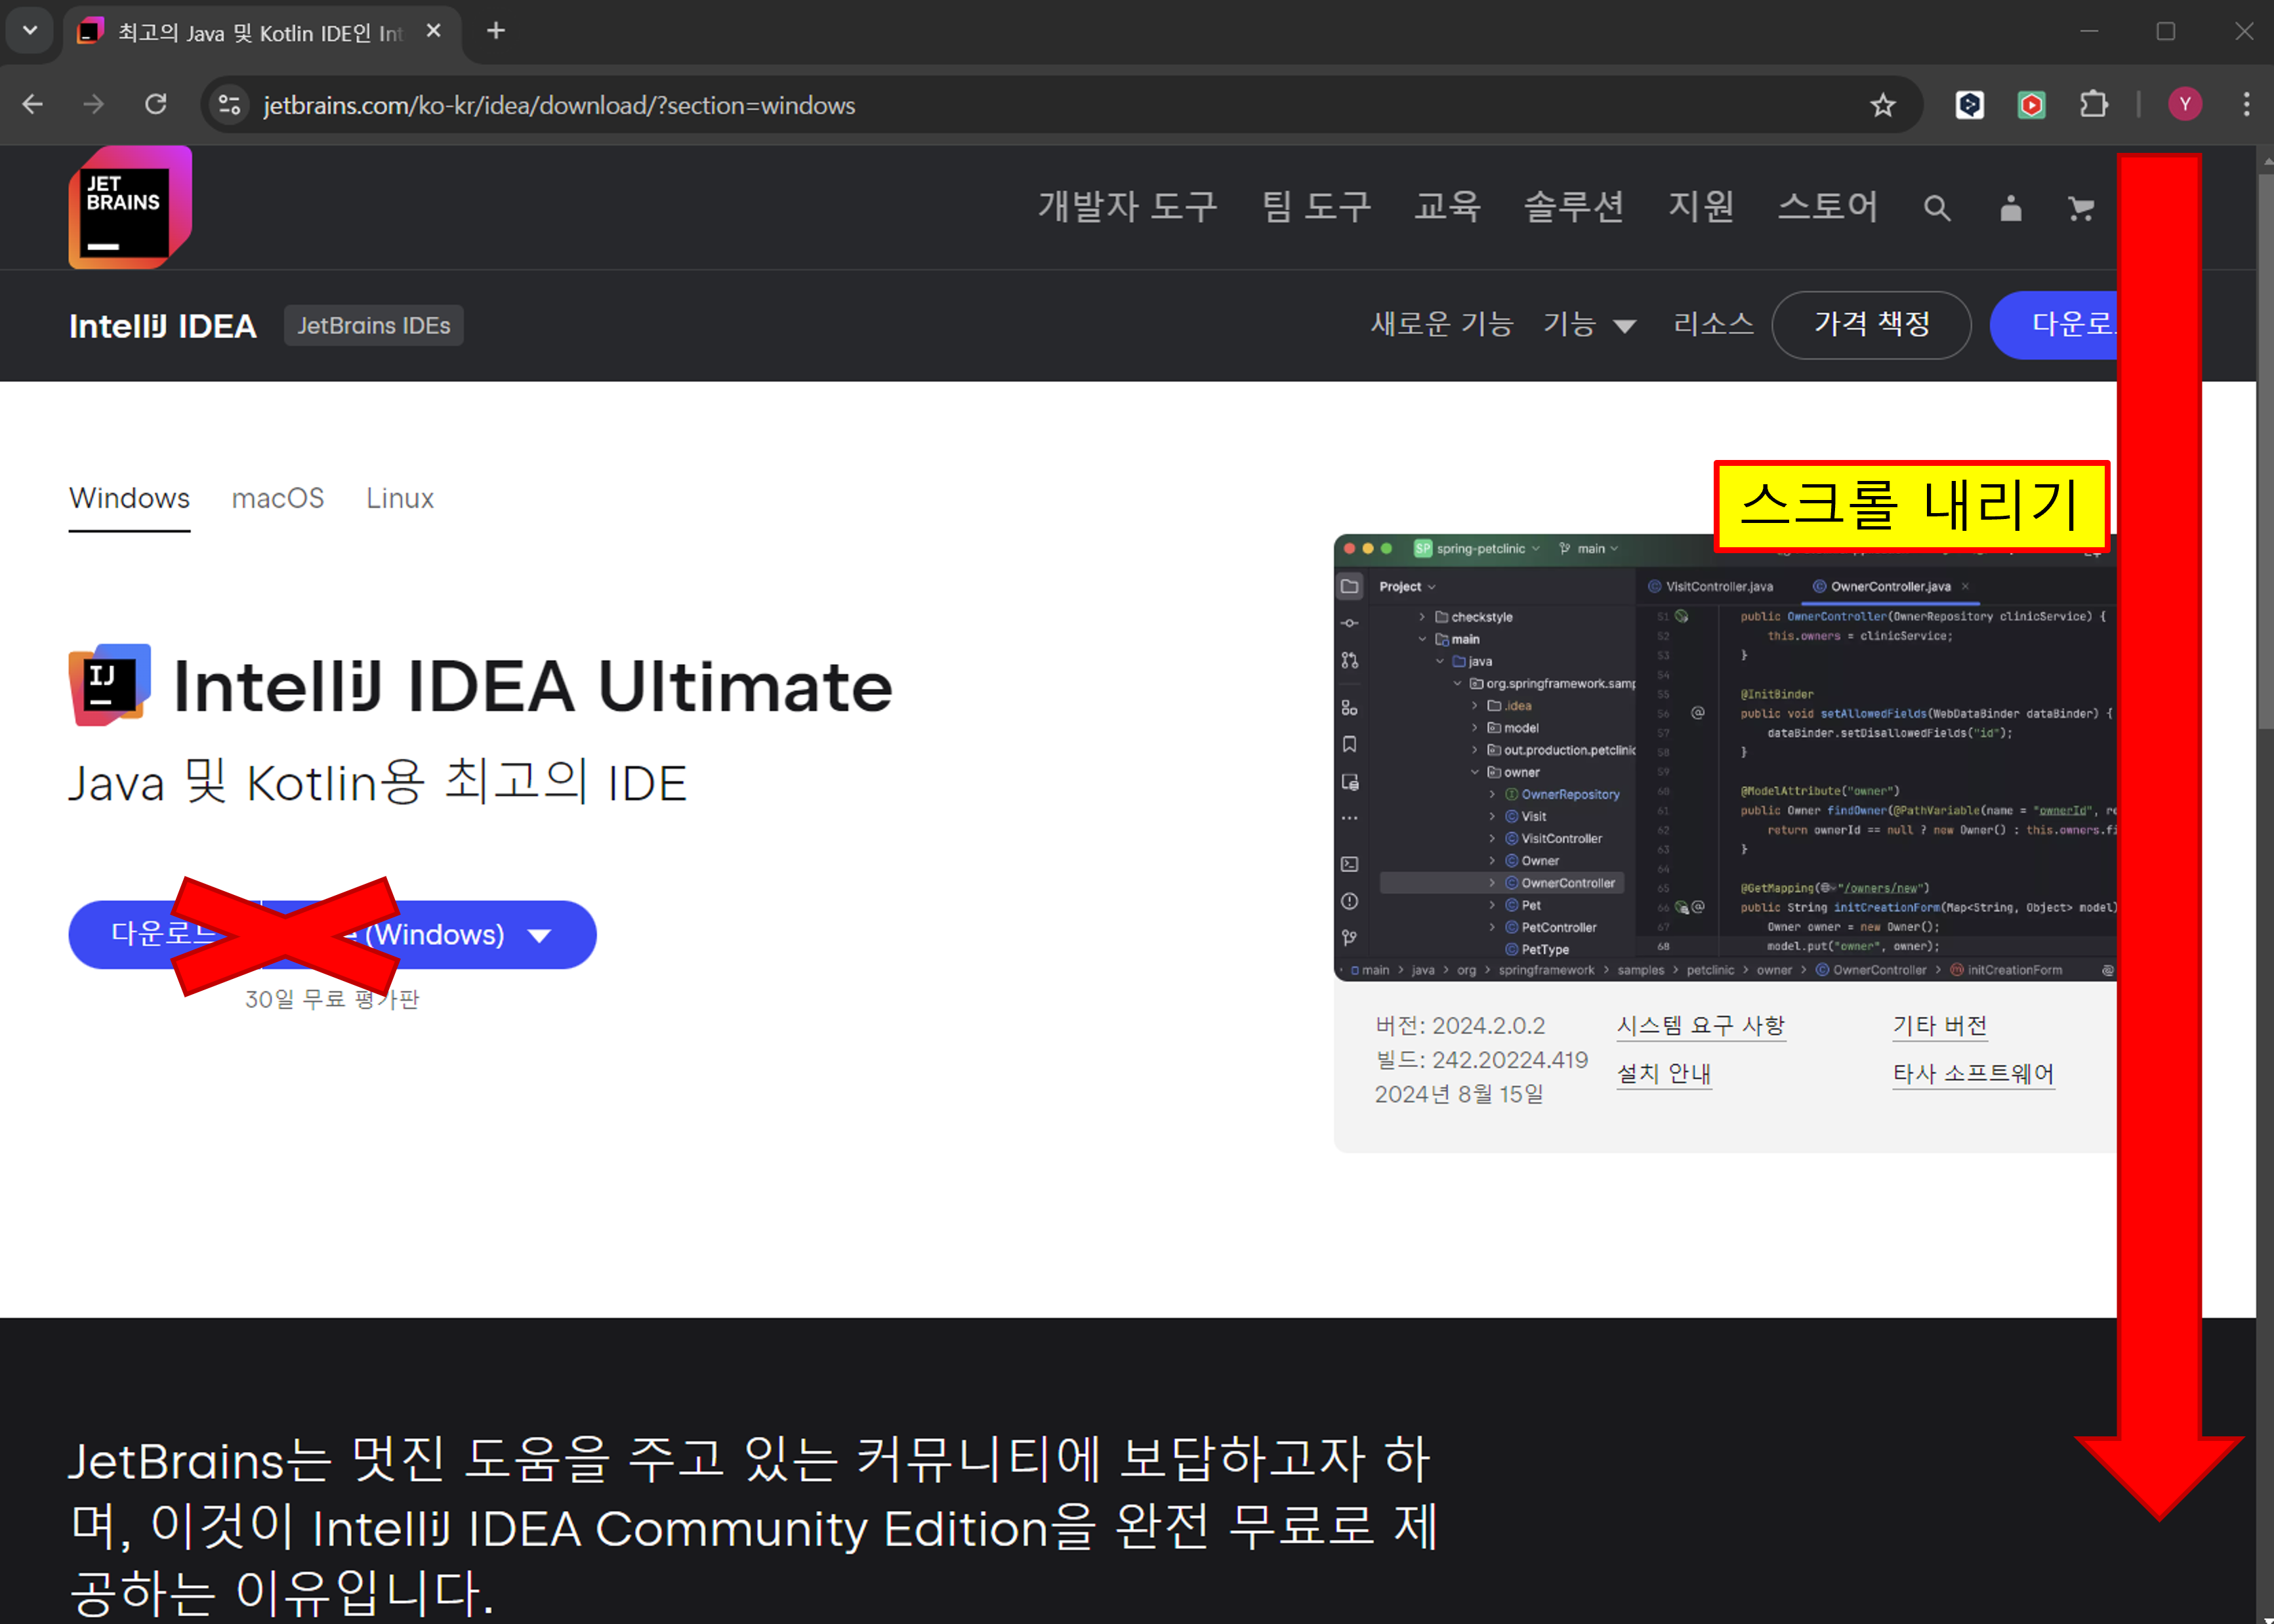 최고의 Java 및 Kotlin IDE인 Int
jetbrains.com/ko-kr/idea/download/?section=windows
Y
JET
BRAINS
개발자 도구 팀 도구 교육 솔루션 지원 스토어
IntelliJ IDEA JetBrains IDEs 새로운 기능 기능 리소스 가격 책정 다운로
Windows macOS Linux
스크롤 내리기
IJ
IntelliJ IDEA Ultimate
Java 및 Kotlin용 최고의 IDE
다운로드 (Windows)
30일 무료 평가판
SP spring-petclinic main
Project
checkstyle
main
java
org.springframework.samp
.idea
model
out.production.petclinic
owner
OwnerRepository
Visit
VisitController
Owner
OwnerController
Pet
PetController
PetType
VisitController.java OwnerController.java
51 public OwnerController(OwnerRepository clinicService) {
52 this.owners = clinicService;
53 }
54
55 @InitBinder
56 public void setAllowedFields(WebDataBinder dataBinder) {
57 dataBinder.setDisallowedFields("id");
58 }
59
60 @ModelAttribute("owner")
61 public Owner findOwner(@PathVariable(name = "ownerId", re
62 return ownerId == null ? new Owner() : this.owners.fi
63 }
64
65 @GetMapping("/owners/new")
66 public String initCreationForm(Map<String, Object> model)
67 Owner owner = new Owner();
68 model.put("owner", owner);
main > java > org > springframework > samples > petclinic > owner > OwnerController > initCreationForm
버전: 2024.2.0.2
빌드: 242.20224.419
2024년 8월 15일
시스템 요구 사항
설치 안내
기타 버전
타사 소프트웨어
JetBrains는 멋진 도움을 주고 있는 커뮤니티에 보답하고자 하
며, 이것이 IntelliJ IDEA Community Edition을 완전 무료로 제
공하는 이유입니다.